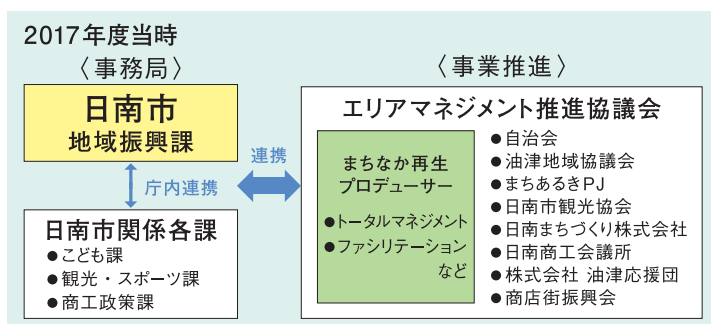 2017年度当時
〈事務局〉
日南市
地域振興課
庁内連携
日南市関係各課
●こども課
●観光・スポーツ課
●商工政策課
連携
〈事業推進〉
エリアマネジメント推進協議会
まちなか再生
プロデューサー
●トータルマネジメント
●ファシリテーション
など
●自治会
●油津地域協議会
●まちあるきPJ
●日南市観光協会
●日南まちづくり株式会社
●日南商工会議所
●株式会社 油津応援団
●商店街振興会